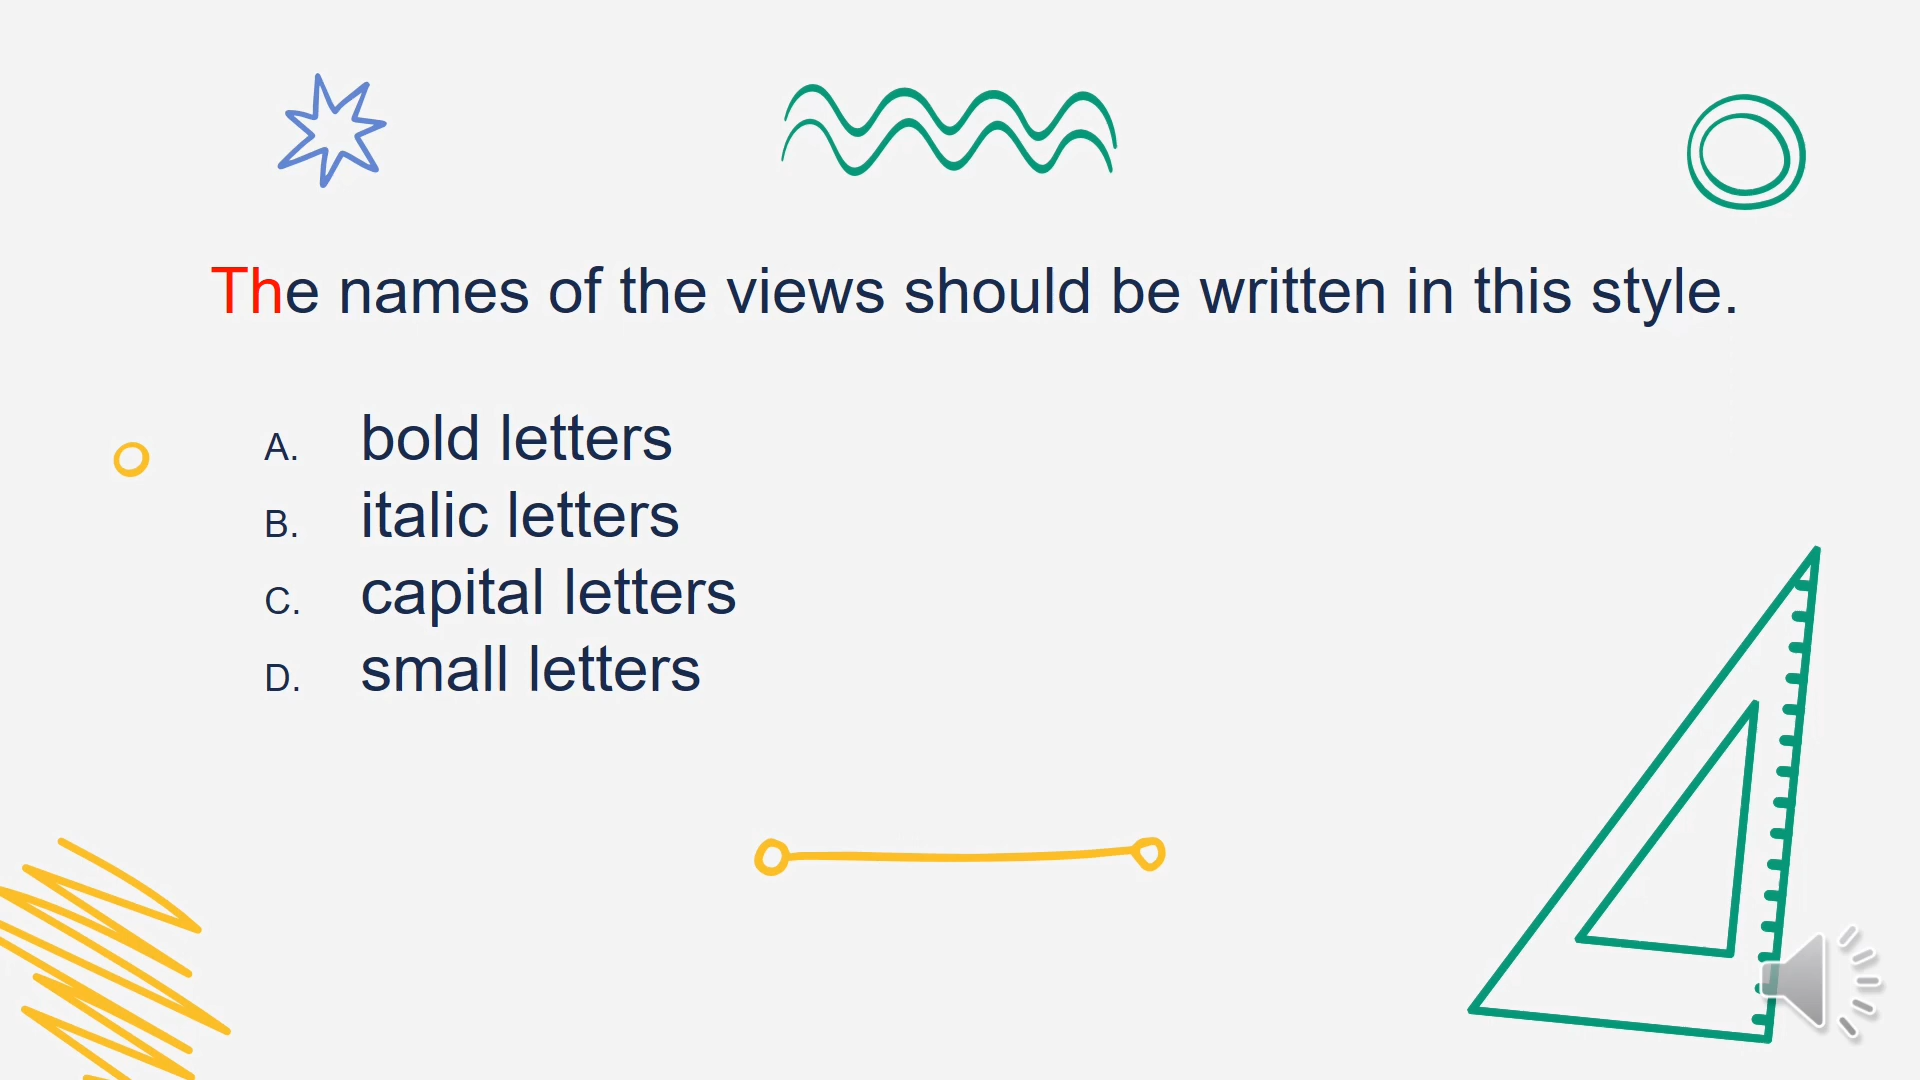 The names of the views should be written in this style.
A. bold letters
B. italic letters
C. capital letters
D. small letters